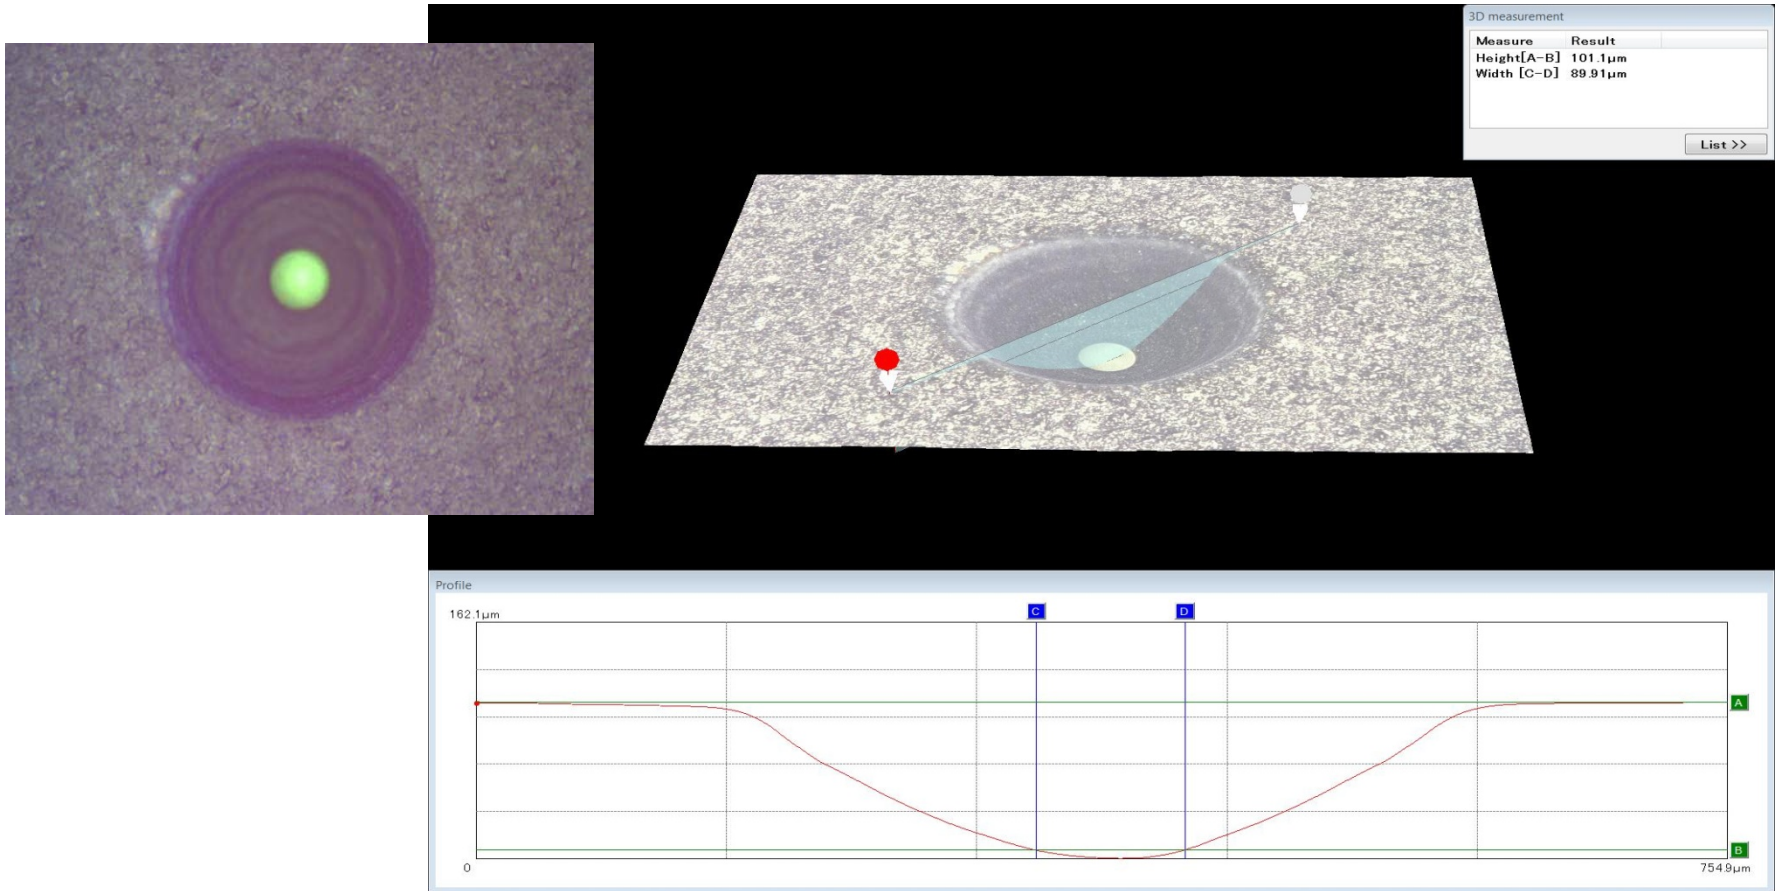 3D measurement
Measure Result
Height[A-B] 101.1µm
Width [C-D] 89.91µm
List >>
Profile
162.1µm
C D
A
B
0 754.9µm